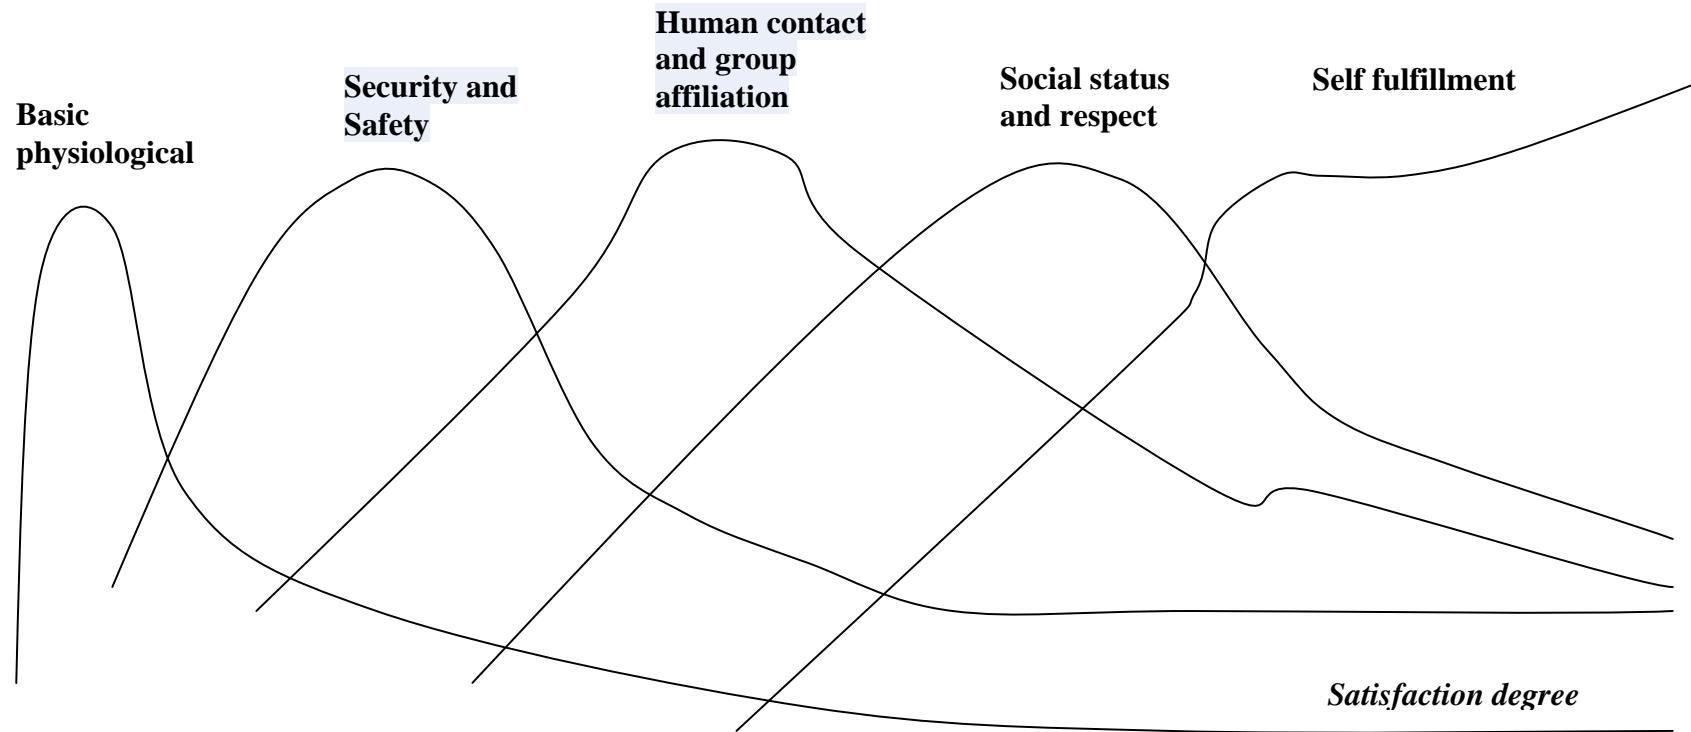 Basic
physiological
Security and
Safety
Human contact
and group
affiliation
Social status
and respect
Self fulfillment
Satisfaction degree